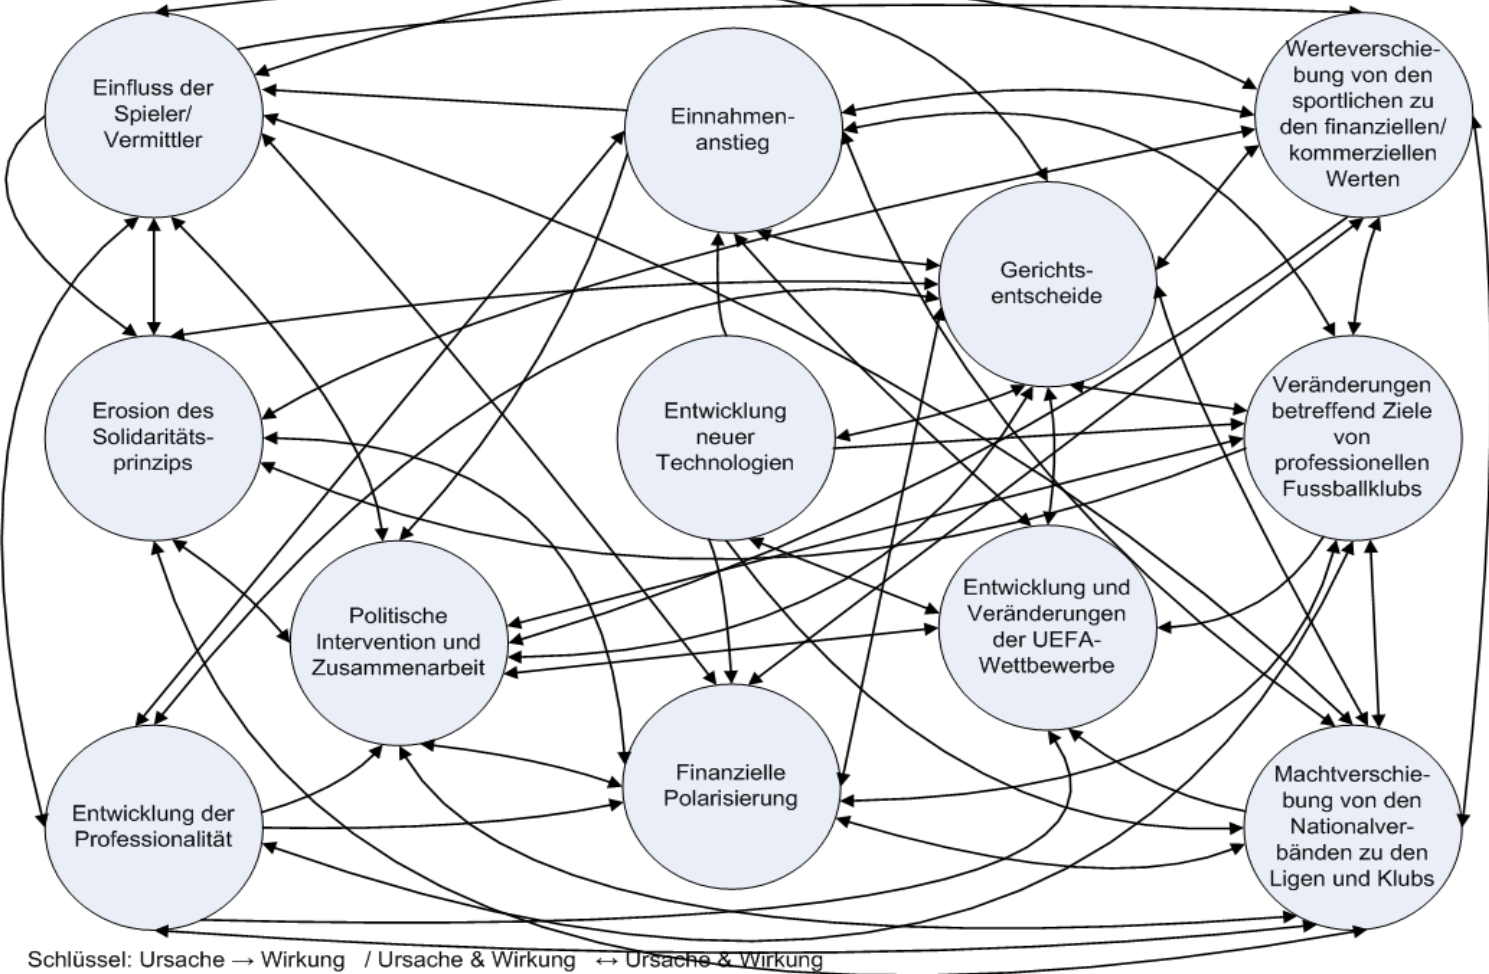 Einfluss der
Spieler/
Vermittler
Einnahmen-
anstieg
Werteverschie-
bung von den
sportlichen zu
den finanziellen/
kommerziellen
Werten
Gerichts-
entscheide
Erosion des
Solidaritäts-
prinzips
Entwicklung
neuer
Technologien
Veränderungen
betreffend Ziele
von
professionellen
Fussballklubs
Politische
Intervention und
Zusammenarbeit
Entwicklung und
Veränderungen
der UEFA-
Wettbewerbe
Entwicklung der
Professionalität
Finanzielle
Polarisierung
Machtverschie-
bung von den
Nationalver-
bänden zu den
Ligen und Klubs
Schlüssel: Ursache → Wirkung / Ursache & Wirkung ↔ Ursache & Wirkung